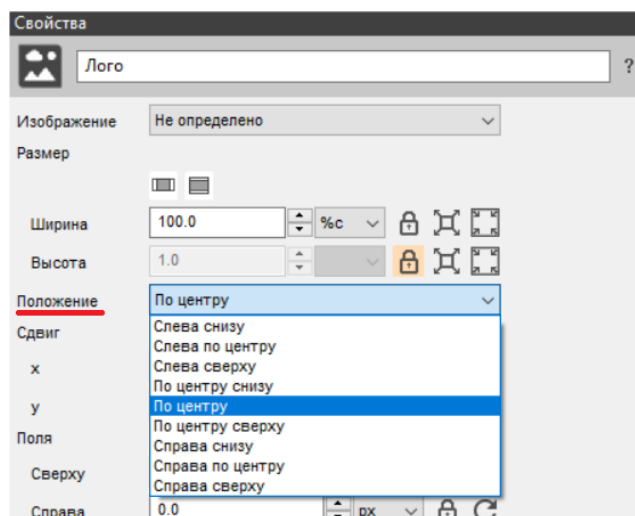 Свойства
Лого ?
Изображение Не определено
Размер
Ширина 100.0 %c
Высота 1.0
Положение По центру
Сдвиг Слева снизу
Слева по центру
x Слева сверху
По центру снизу
y По центру
По центру сверху
Поля Справа снизу
Сверху Справа по центру
Справа сверху
Справа 0.0 px